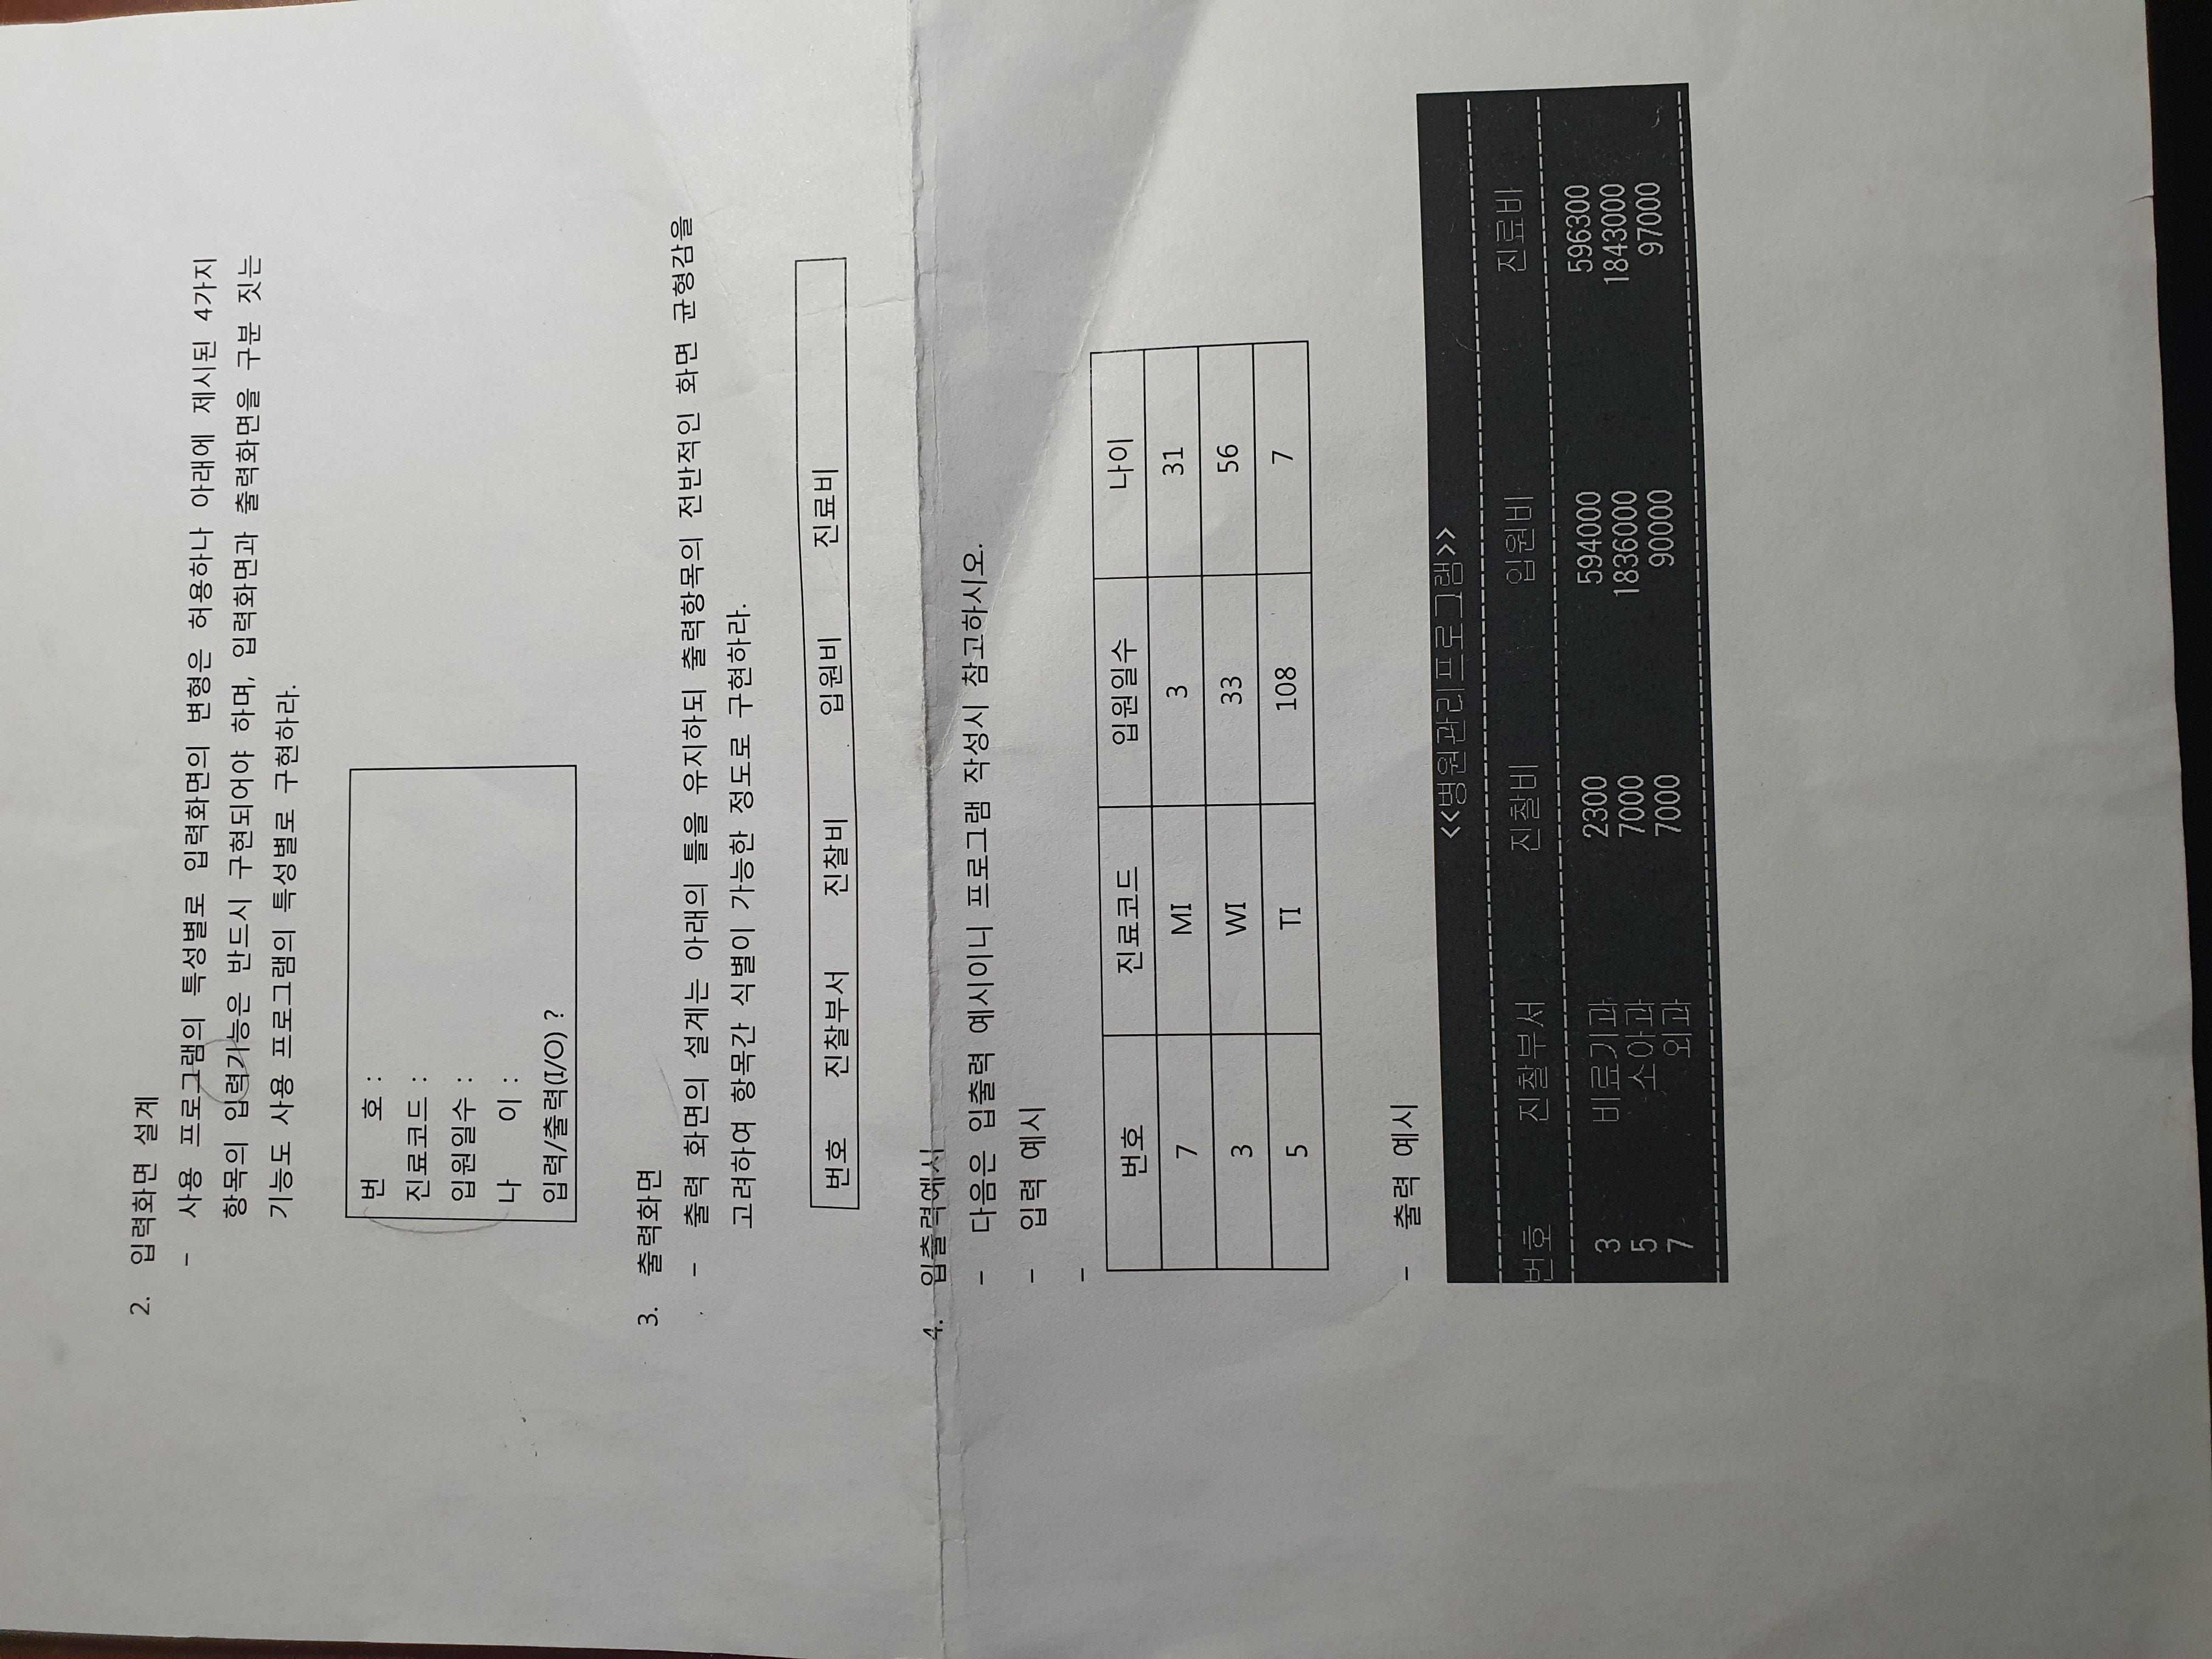 2. 입력화면 설계
- 사용 프로그램의 특성별로 입력화면의 변형은 허용하나 아래에 제시된 4가지
항목의 입력기능은 반드시 구현되어야 하며, 입력화면과 출력화면을 구분 짓는
기능도 사용 프로그램의 특성별로 구현하라.
번 호 :
진료코드 :
입원일수 :
나 이 :
입력/출력(I/O) ?
3. 출력화면
- 출력 화면의 설계는 아래의 틀을 유지하되 출력항목의 전반적인 화면 균형감을
고려하여 항목간 식별이 가능한 정도로 구현하라.
번호 진찰부서 진찰비 입원비 진료비
4. 입출력예시
- 다음은 입출력 예시이니 프로그램 작성시 참고하시오.
- 입력 예시
-
번호 진료코드 입원일수 나이
7 MI 3 31
3 WI 33 56
5 TI 108 7
- 출력 예시
<<병원관리프로그램>>
번호 진찰부서 진찰비 입원비 진료비
3 비료기과 2300 594000 596300
5 소아과 7000 1836000 1843000
7 외과 7000 90000 97000